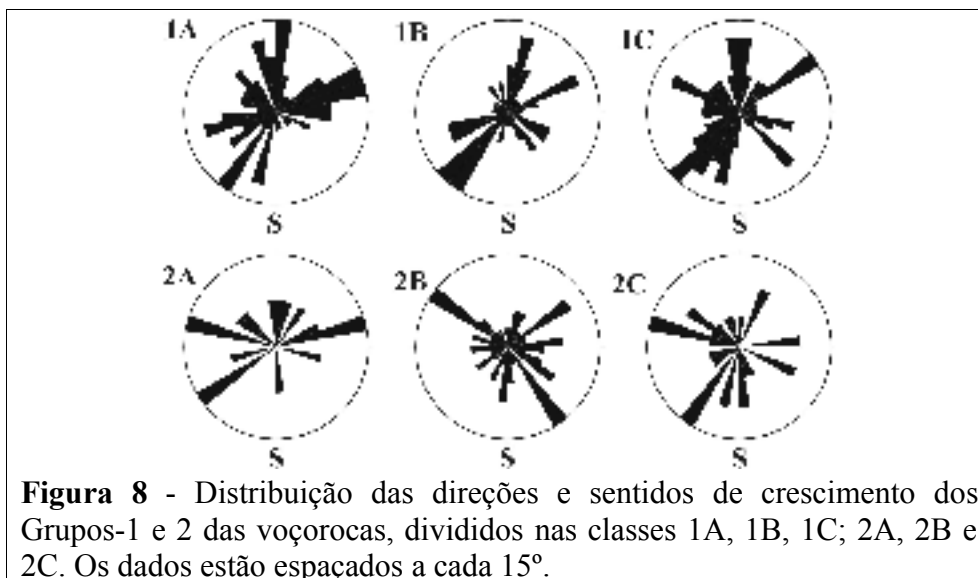 1A 1B 1C
S S S
2A 2B 2C
S S S
Figura 8 - Distribuição das direções e sentidos de crescimento dos
Grupos-1 e 2 das voçorocas, divididos nas classes 1A, 1B, 1C; 2A, 2B e
2C. Os dados estão espaçados a cada 15º.